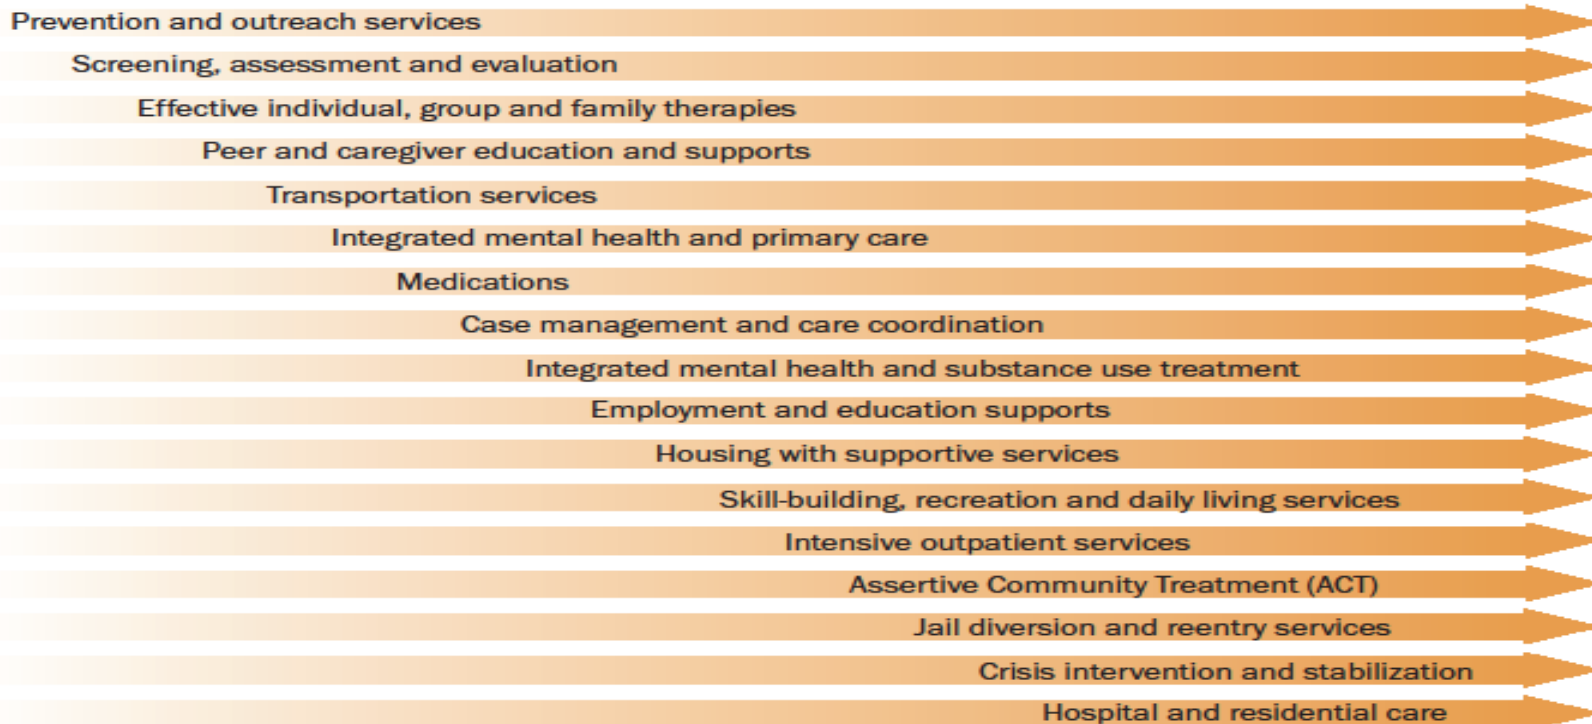 Prevention and outreach services
Screening, assessment and evaluation
Effective individual, group and family therapies
Peer and caregiver education and supports
Transportation services
Integrated mental health and primary care
Medications
Case management and care coordination
Integrated mental health and substance use treatment
Employment and education supports
Housing with supportive services
Skill-building, recreation and daily living services
Intensive outpatient services
Assertive Community Treatment (ACT)
Jail diversion and reentry services
Crisis intervention and stabilization
Hospital and residential care